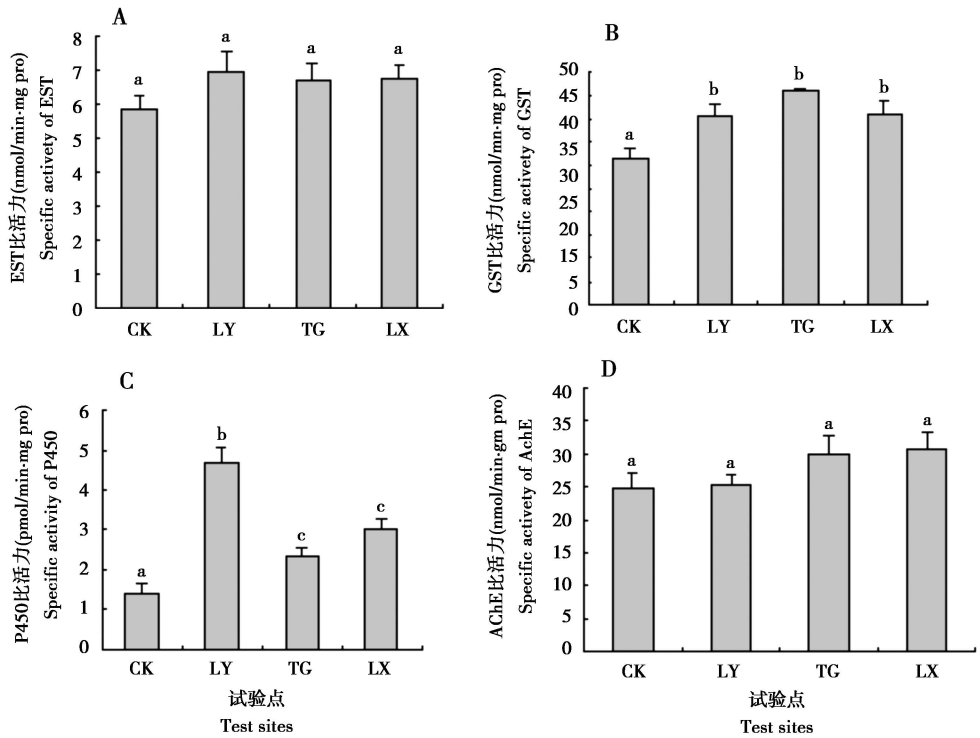 A
EST比活力(nmol/min·mg pro)
Specific activety of EST
8
7
6
5
4
3
2
1
0
a
a
a
a
CK LY TG LX
B
GST比活力(nmol/mn·mg pro)
Specific activety of GST
50
45
40
35
30
25
20
15
10
5
0
a
b
b
b
CK LY TG LX
C
P450比活力(pmol/min·mg pro)
Specific activity of P450
6
5
4
3
2
1
0
a
b
c
c
CK LY TG LX
试验点
Test sites
D
AChE比活力(nmol/min·gm pro)
Specific activety of AchE
40
35
30
25
20
15
10
5
0
a
a
a
a
CK LY TG LX
试验点
Test sites